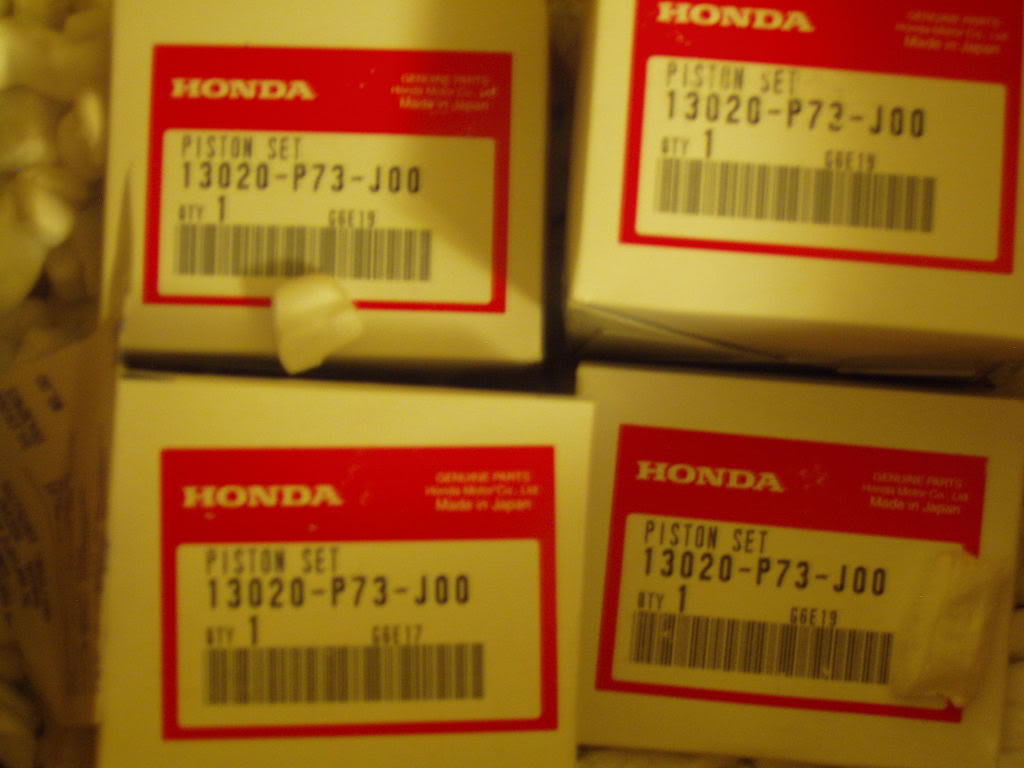 HONDA
GENUINE PARTS
Honda Motor Co., Ltd
Made in Japan
PISTON SET
13020-P73-J00
QTY 1
G6E19
HONDA
GENUINE PARTS
Honda Motor Co., Ltd
Made in Japan
PISTON SET
13020-P73-J00
QTY 1
G6E19
HONDA
GENUINE PARTS
Honda Motor Co., Ltd
Made in Japan
PISTON SET
13020-P73-J00
QTY 1
G6E17
HONDA
GENUINE PARTS
Honda Motor Co., Ltd
Made in Japan
PISTON SET
13020-P73-J00
QTY 1
G6E19